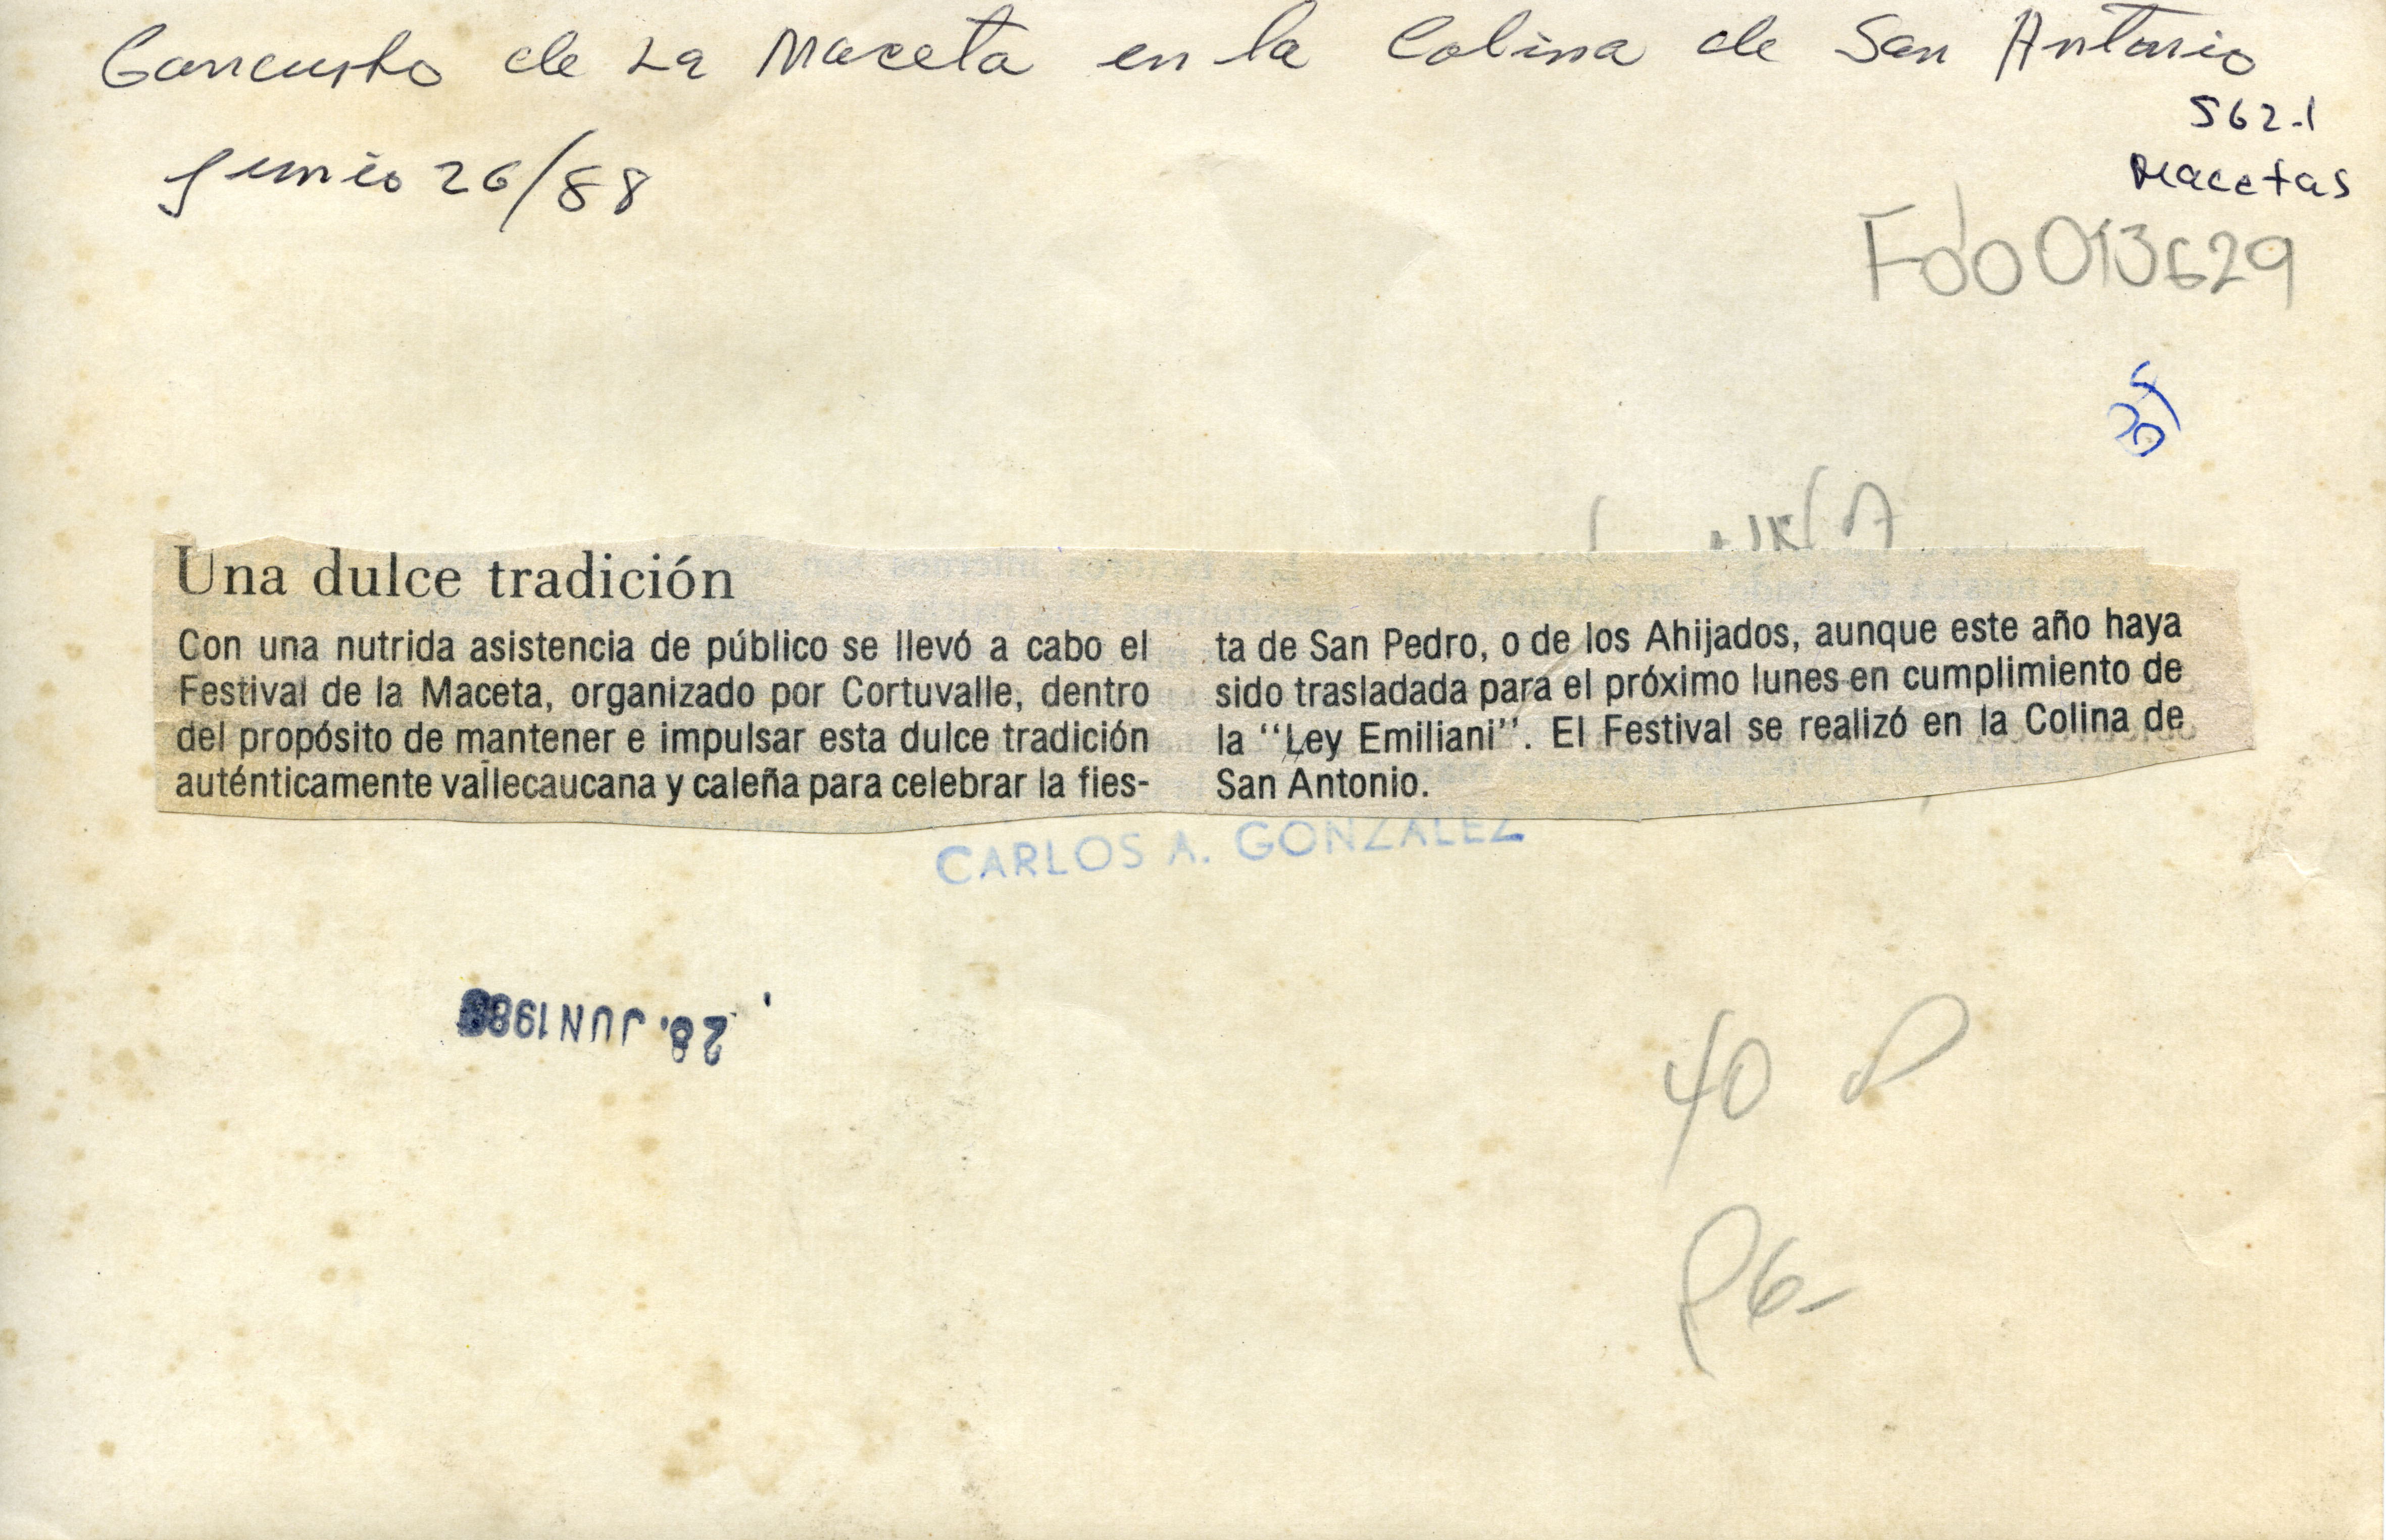 de La Maceta en la Colina de San Antonio
562.1
Macetas
junio 26/88
F00013629
Una dulce tradición
Con una nutrida asistencia de público se llevó a cabo el
Festival de la Maceta, organizado por Cortuvalle, dentro
del propósito de mantener e impulsar esta dulce tradición
auténticamente vallecaucana y caleña para celebrar la fies-
ta de San Pedro, o de los Ahijados, aunque este año haya
sido trasladada para el próximo lunes en cumplimiento de
la "Ley Emiliani". El Festival se realizó en la Colina de
San Antonio.
CARLOS A. GONZALEZ
28. JUN 1988
40
P6-